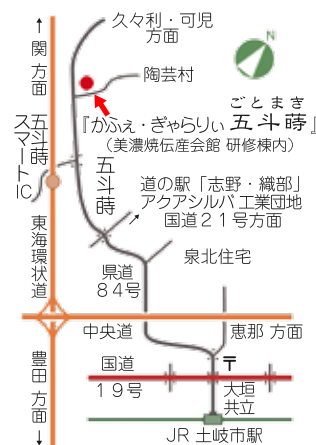 久々利・可児
方面
N
↑
関
方面
陶芸村
ごとまき
『かふぇ・ぎゃらりぃ 五斗蒔』
（美濃焼伝産会館 研修棟内）
五斗蒔
スマートIC
五斗蒔
道の駅「志野・織部」
アクアシルバ工業団地
国道２１号方面
東海環状道
泉北住宅
県道
８４号
中央道
恵那 方面
豊田
方面
↓
国道
１９号
〒
大垣
共立
JR 土岐市駅